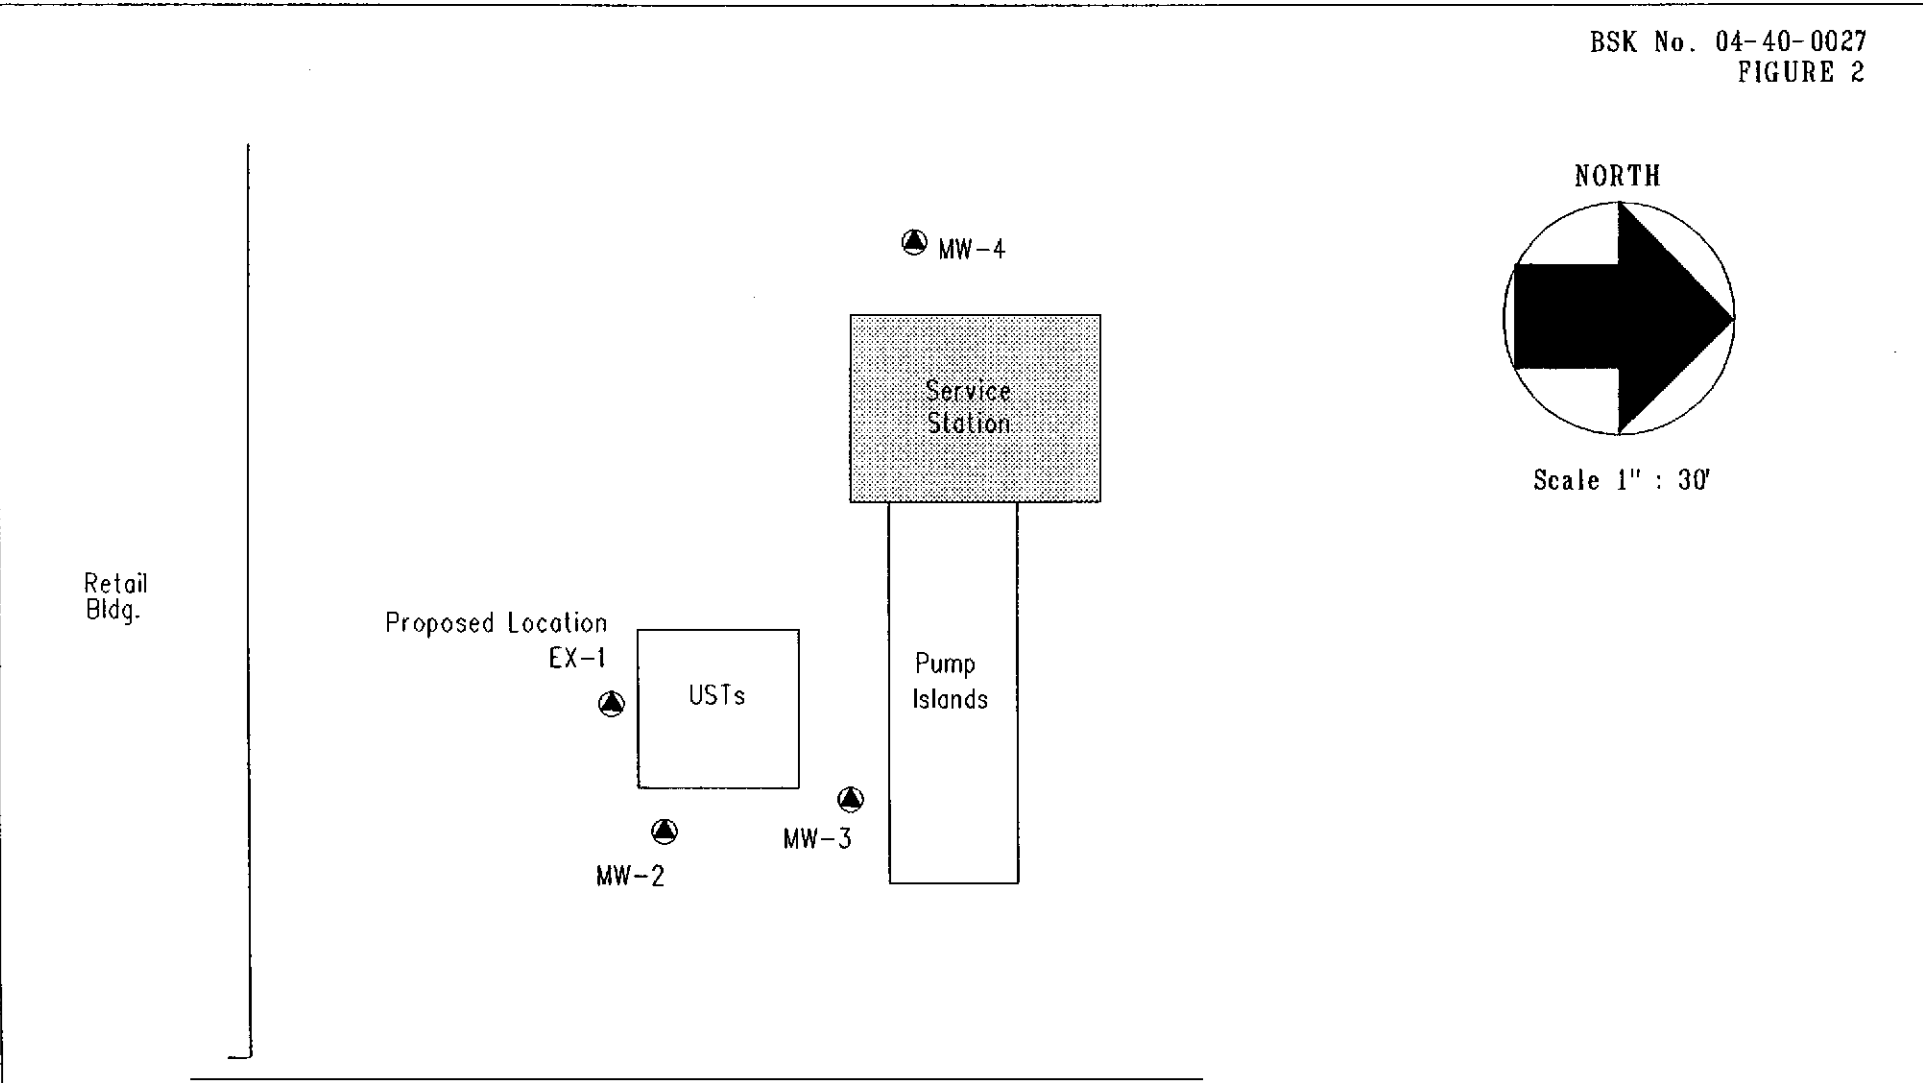 BSK No. 04-40-0027
FIGURE 2
NORTH
MW-4
Service
Station
Scale 1" : 30'
Retail
Bldg.
Proposed Location
EX-1
USTs
Pump
Islands
MW-3
MW-2